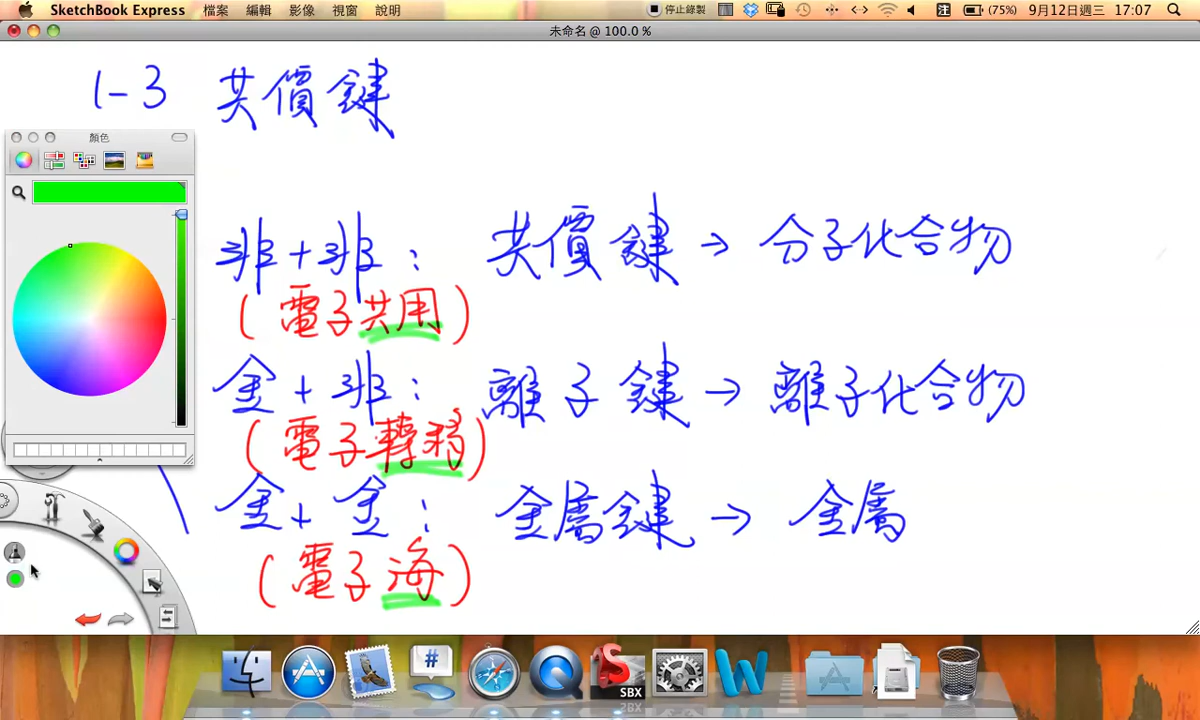 SketchBook Express 檔案 編輯 影像 視窗 說明 停止錄製 注 (75%) 9月12日週三 17:07
未命名 @ 100.0 %
1-3 共價鍵
顏色
非+非： 共價鍵 → 分子化合物
(電子共用)
金+非： 離子鍵 → 離子化合物
(電子轉移)
金+金： 金屬鍵 → 金屬
(電子海)
#
S
SBX
W